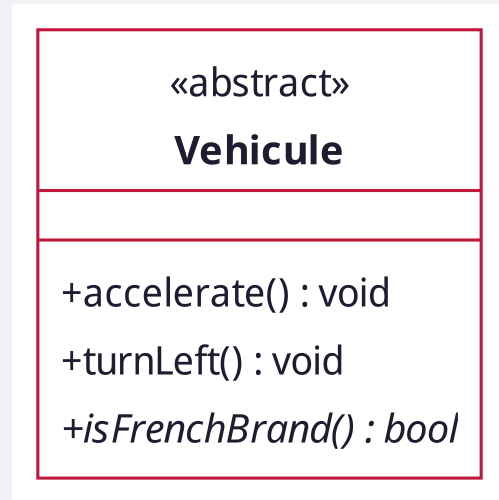 «abstract»
Vehicule
+accelerate() : void
+turnLeft() : void
+isFrenchBrand() : bool